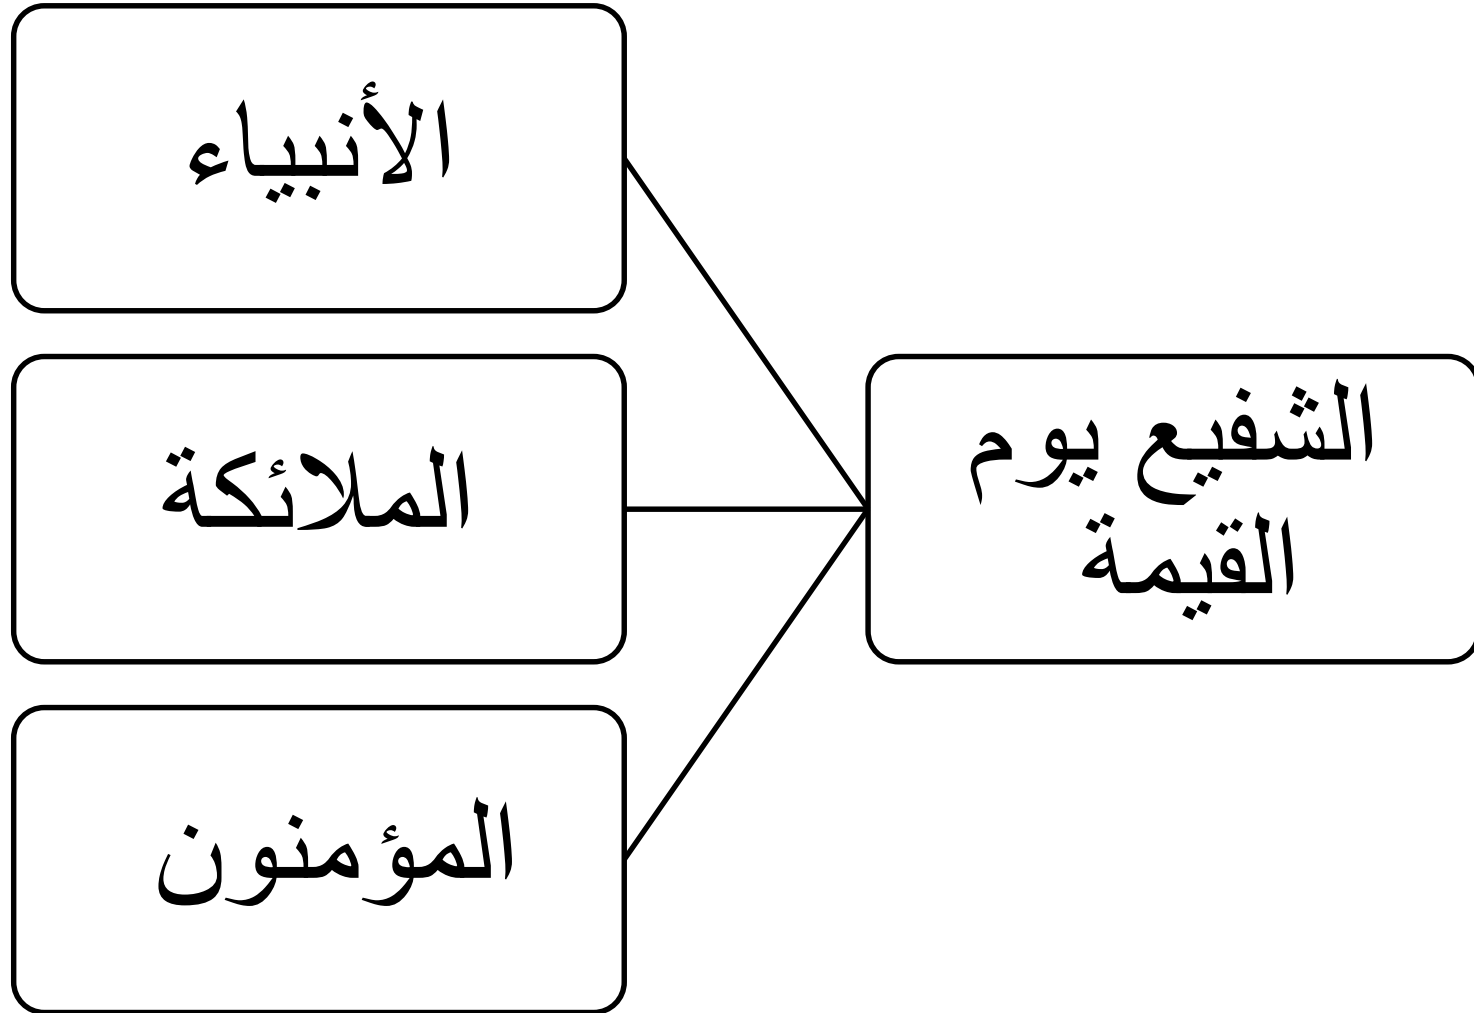 الشفيع يوم
القيمة
الأنبياء
الملائكة
المؤمنون